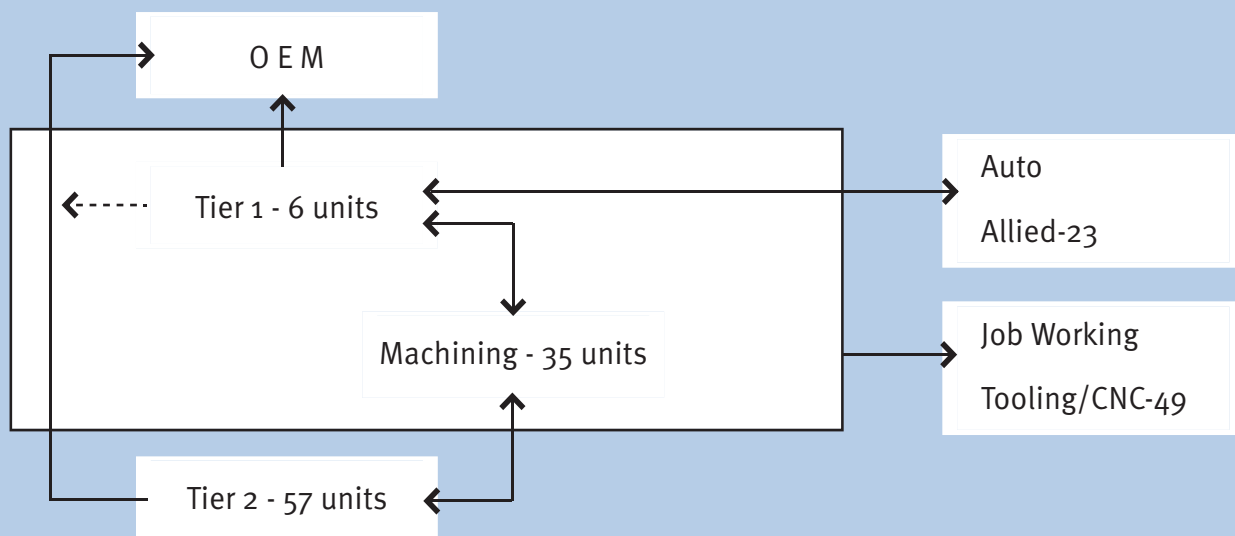 O E M
Tier 1 - 6 units
Auto
Allied-23
Machining - 35 units
Job Working
Tooling/CNC-49
Tier 2 - 57 units